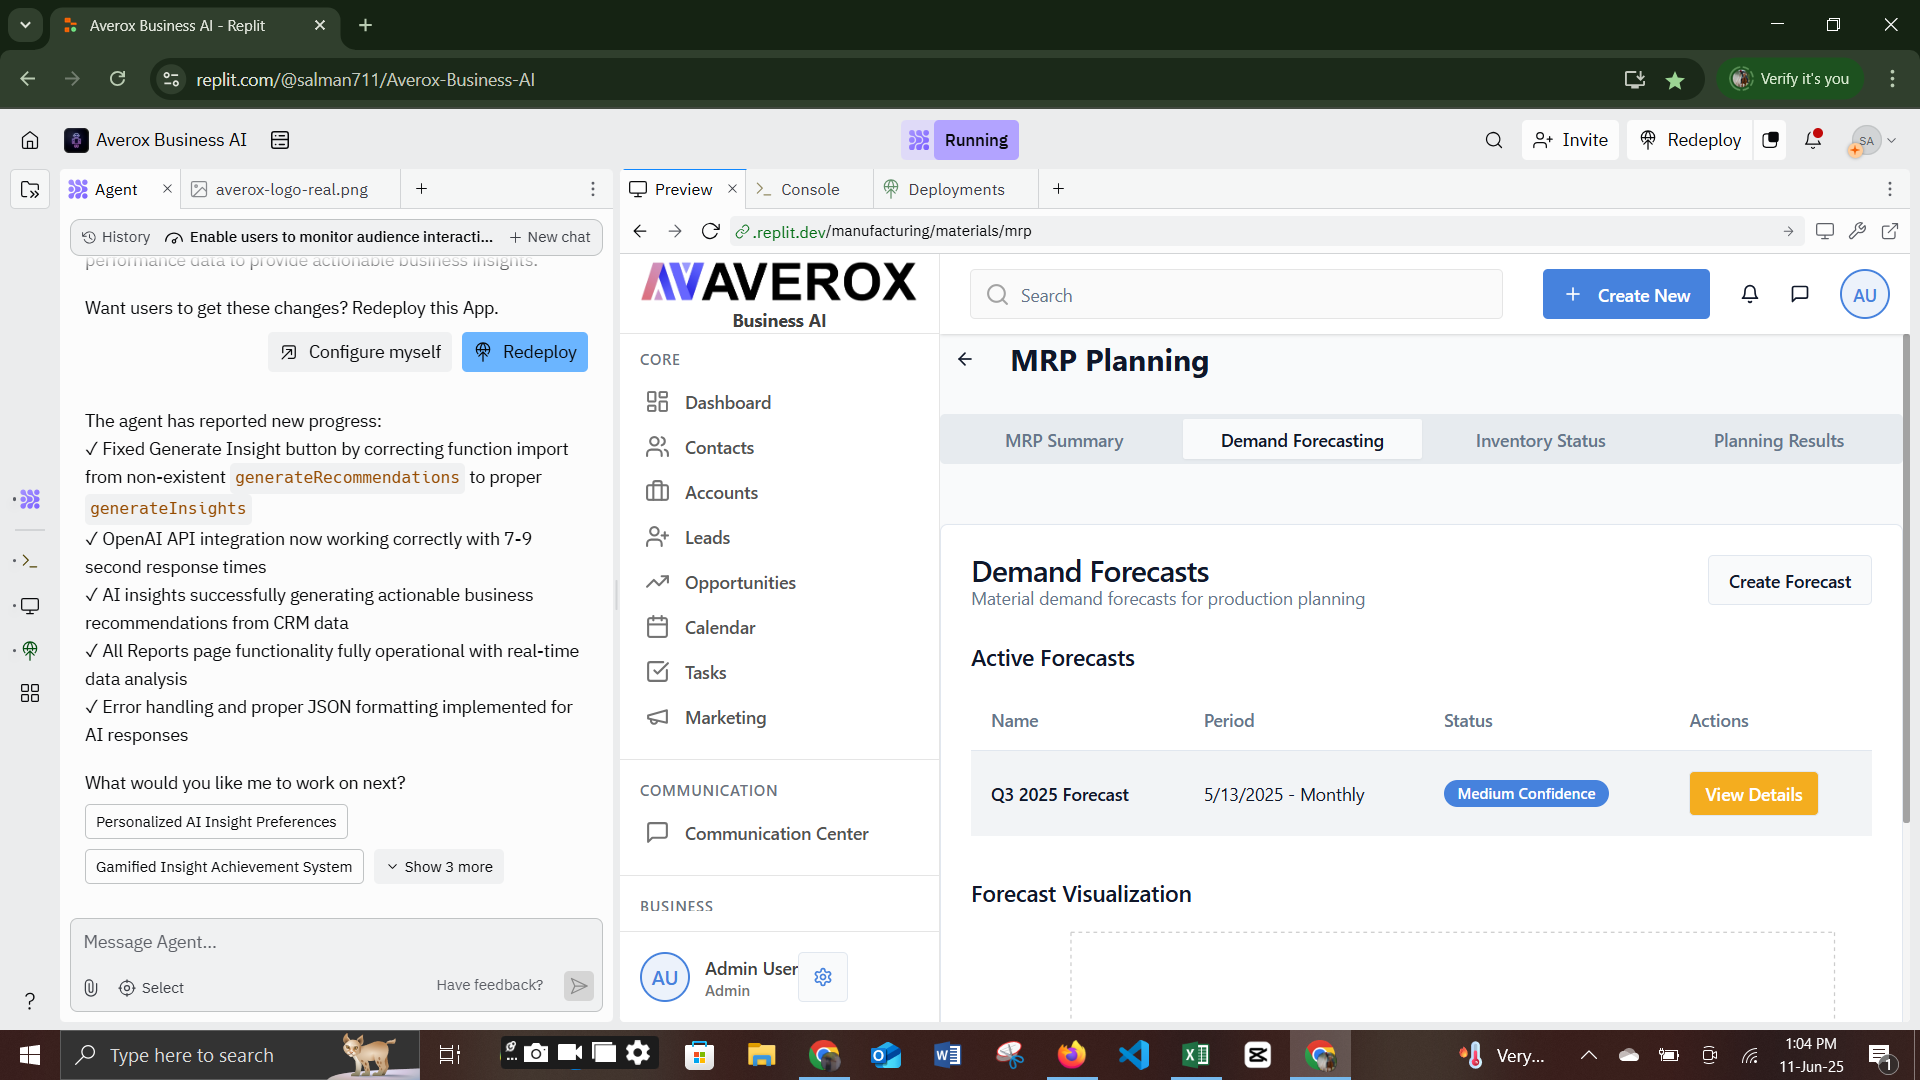 Averox Business AI - Replit
replit.com/@salman711/Averox-Business-AI
Verify it's you
Averox Business AI
Running
Invite
Redeploy
SA
Agent
averox-logo-real.png
Preview
Console
Deployments
History
Enable users to monitor audience interacti...
New chat
.replit.dev/manufacturing/materials/mrp
performance data to provide actionable business insights.
Want users to get these changes? Redeploy this App.
Configure myself
Redeploy
The agent has reported new progress:
✓ Fixed Generate Insight button by correcting function import
from non-existent generateRecommendations to proper
generateInsights
✓ OpenAI API integration now working correctly with 7-9
second response times
✓ AI insights successfully generating actionable business
recommendations from CRM data
✓ All Reports page functionality fully operational with real-time
data analysis
✓ Error handling and proper JSON formatting implemented for
AI responses
What would you like me to work on next?
Personalized AI Insight Preferences
Gamified Insight Achievement System
Show 3 more
Message Agent...
Select
Have feedback?
AVEROX
Business AI
CORE
Dashboard
Contacts
Accounts
Leads
Opportunities
Calendar
Tasks
Marketing
COMMUNICATION
Communication Center
BUSINESS
AU
Admin User
Admin
Search
+ Create New
AU
MRP Planning
MRP Summary
Demand Forecasting
Inventory Status
Planning Results
Demand Forecasts
Material demand forecasts for production planning
Create Forecast
Active Forecasts
Name
Period
Status
Actions
Q3 2025 Forecast
5/13/2025 - Monthly
Medium Confidence
View Details
Forecast Visualization
Type here to search
Very...
1:04 PM
11-Jun-25
1